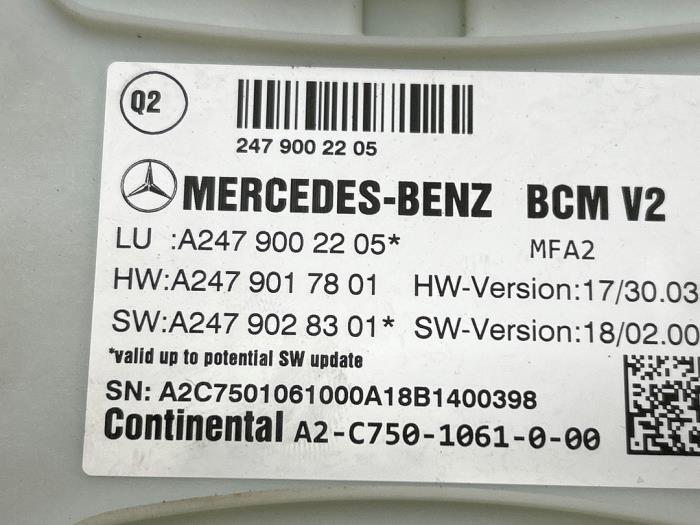 Q2
247 900 22 05
MERCEDES-BENZ BCM V2
LU :A247 900 22 05* MFA2
HW:A247 901 78 01 HW-Version:17/30.03
SW:A247 902 83 01* SW-Version:18/02.00
*valid up to potential SW update
SN: A2C7501061000A18B1400398
Continental A2-C750-1061-0-00